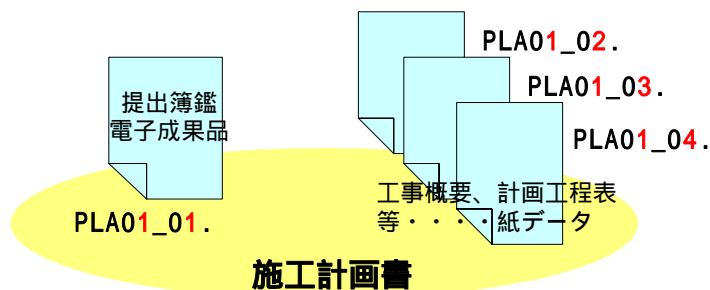 PLA01_02.
PLA01_03.
PLA01_04.
提出簿鑑
電子成果品
PLA01_01.
工事概要、計画工程表
等・・・・紙データ
施工計画書